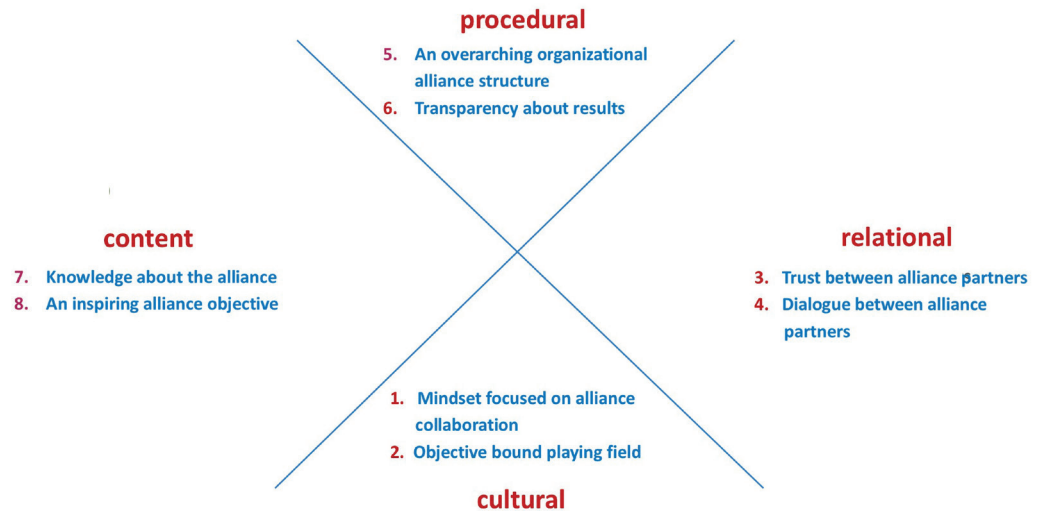 procedural
5. An overarching organizational
alliance structure
6. Transparency about results
content
7. Knowledge about the alliance
8. An inspiring alliance objective
relational
3. Trust between alliance partners
4. Dialogue between alliance
partners
1. Mindset focused on alliance
collaboration
2. Objective bound playing field
cultural